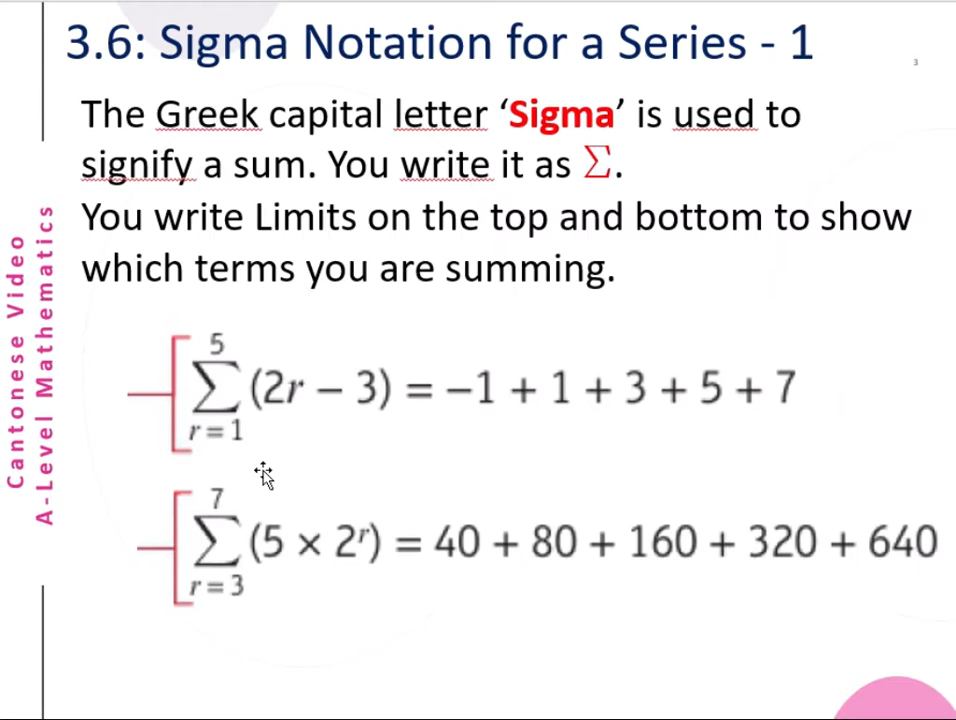 3.6: Sigma Notation for a Series - 1
3
The Greek capital letter ‘Sigma’ is used to
signify a sum. You write it as Σ.
You write Limits on the top and bottom to show
which terms you are summing.
Cantonese Video
A-Level Mathematics
5
∑ (2r − 3) = −1 + 1 + 3 + 5 + 7
r = 1
7
∑ (5 × 2ʳ) = 40 + 80 + 160 + 320 + 640
r = 3